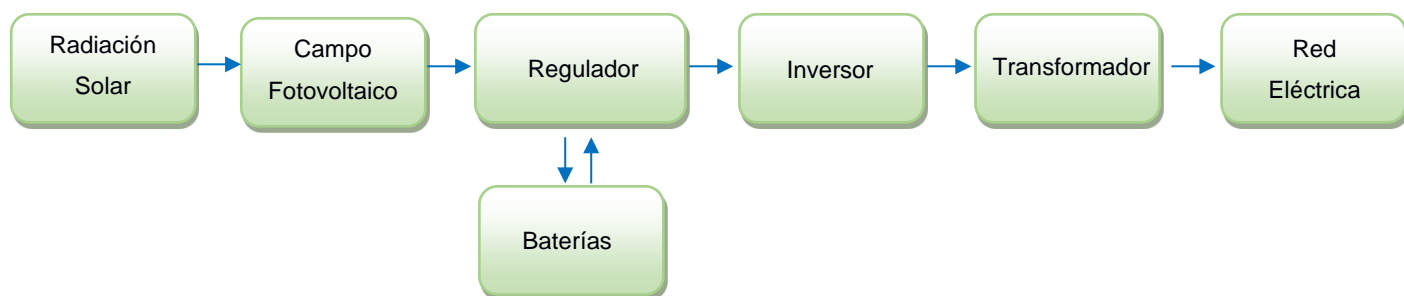 Radiación
Solar
Campo
Fotovoltaico
Regulador
Inversor
Transformador
Red
Eléctrica
Baterías